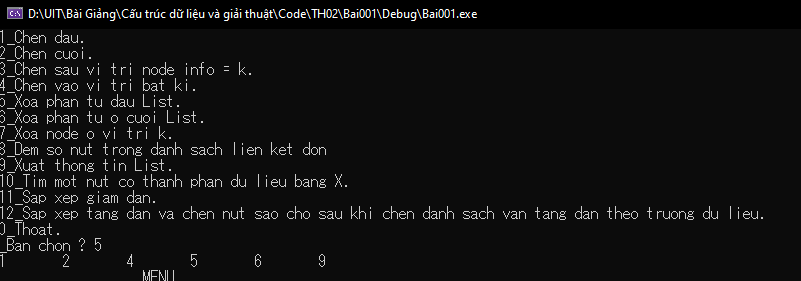 D:\UIT\Bài Giảng\Cấu trúc dữ liệu và giải thuật\Code\TH02\Bai001\Debug\Bai001.exe
1_Chen dau.
2_Chen cuoi.
3_Chen sau vi tri node info = k.
4_Chen vao vi tri bat ki.
5_Xoa phan tu dau List.
6_Xoa phan tu o cuoi List.
7_Xoa node o vi tri k.
8_Dem so nut trong danh sach lien ket don
9_Xuat thong tin List.
10_Tim mot nut co thanh phan du lieu bang X.
11_Sap xep giam dan.
12_Sap xep tang dan va chen nut sao cho sau khi chen danh sach van tang dan theo truong du lieu.
0_Thoat.
_Ban chon ? 5
1 2 4 5 6 9
MENU